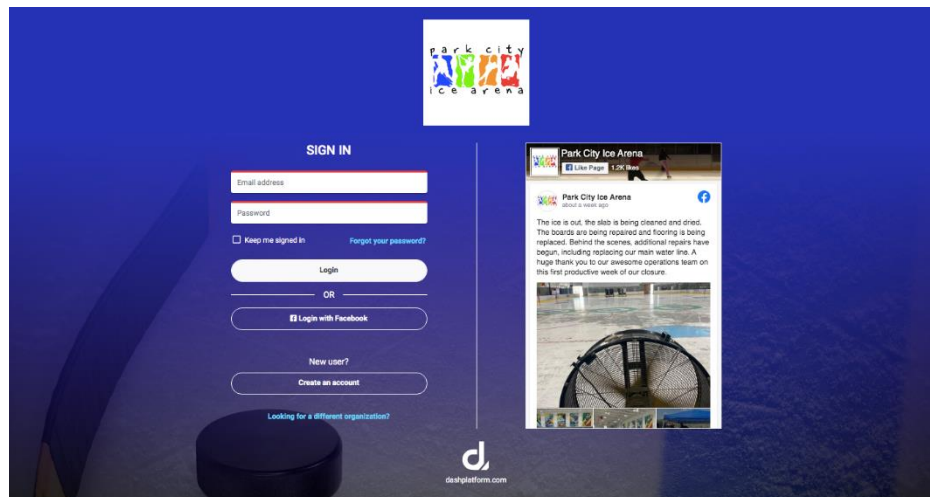 park city
ice arena
SIGN IN
Email address
Password
Keep me signed in
Forgot your password?
Login
OR
Login with Facebook
New user?
Create an account
Looking for a different organization?
Park City Ice Arena
Like Page
1.2K likes
Park City Ice Arena
about a week ago
The ice is out, the slab is being cleaned and dried.
The boards are being repaired and flooring is being
replaced. Behind the scenes, additional repairs have
begun, including replacing our main water line. A
huge thank you to our awesome operations team on
this first productive week of our closure.
dashplatform.com